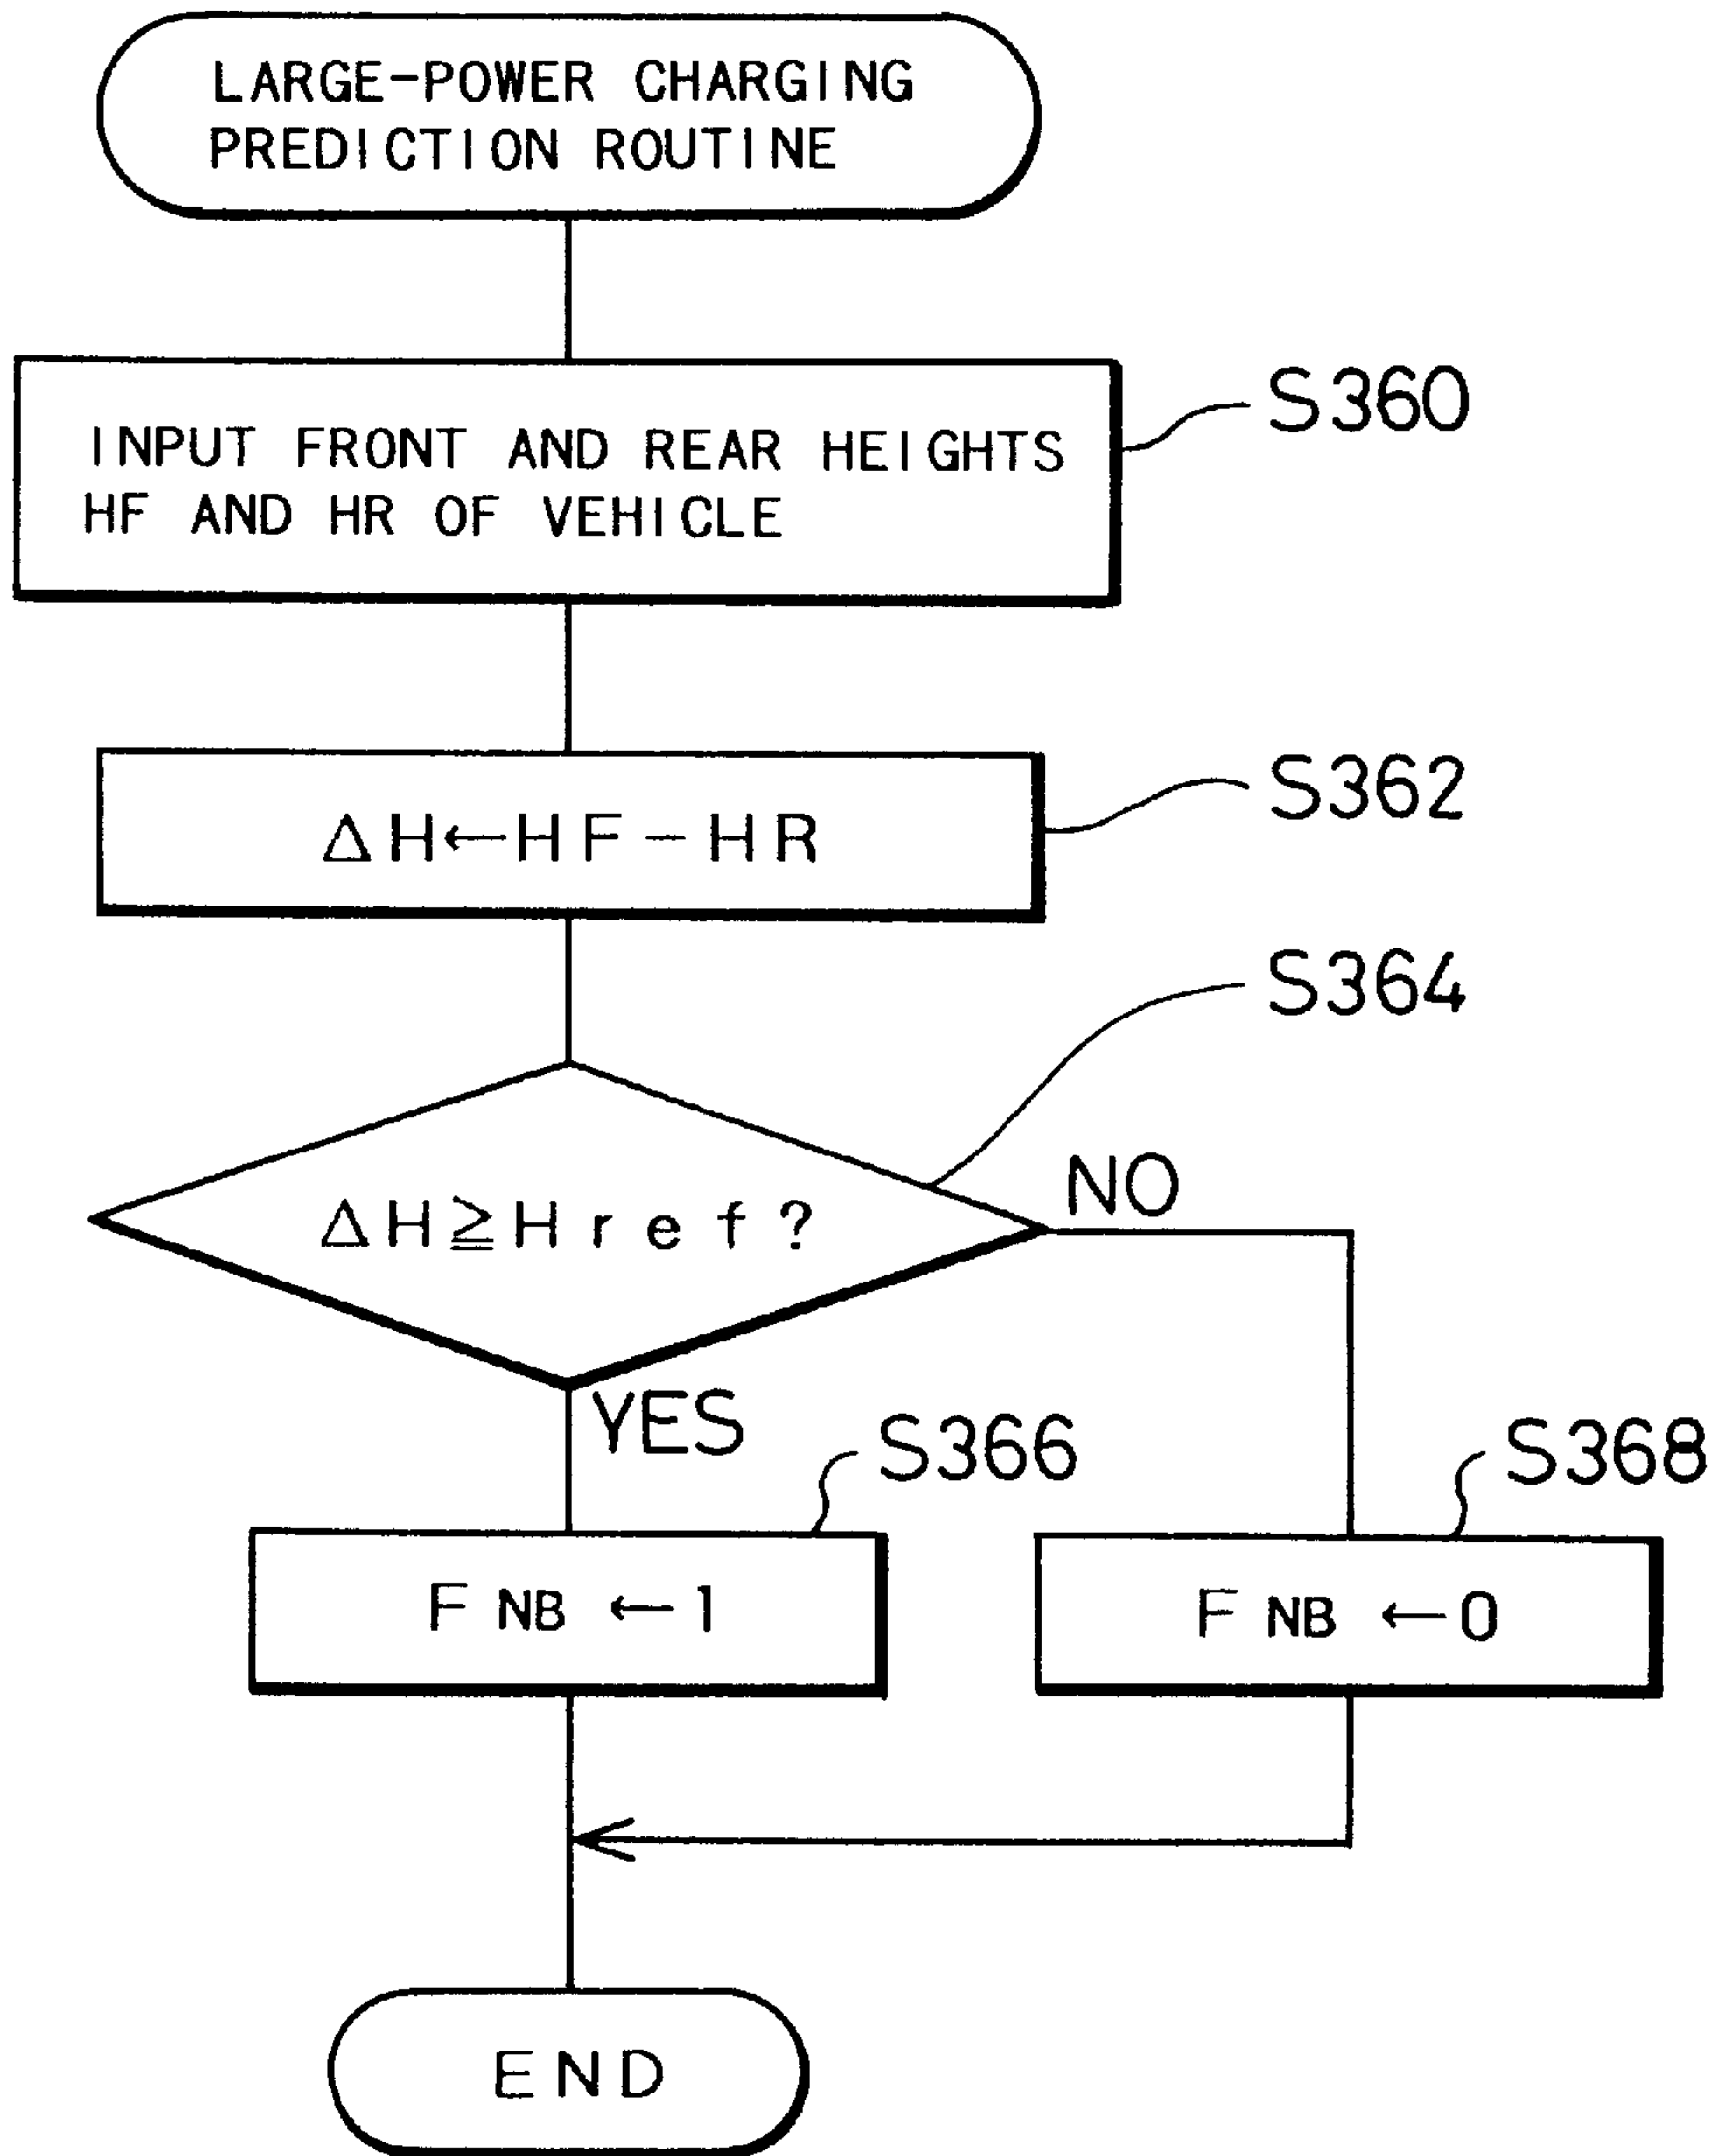 LARGE-POWER CHARGING
PREDICTION ROUTINE
S360
INPUT FRONT AND REAR HEIGHTS
HF AND HR OF VEHICLE
S362
ΔH←HF-HR
S364
ΔH≧Href?
NO
YES
S366
S368
FNB←1
FNB←0
END